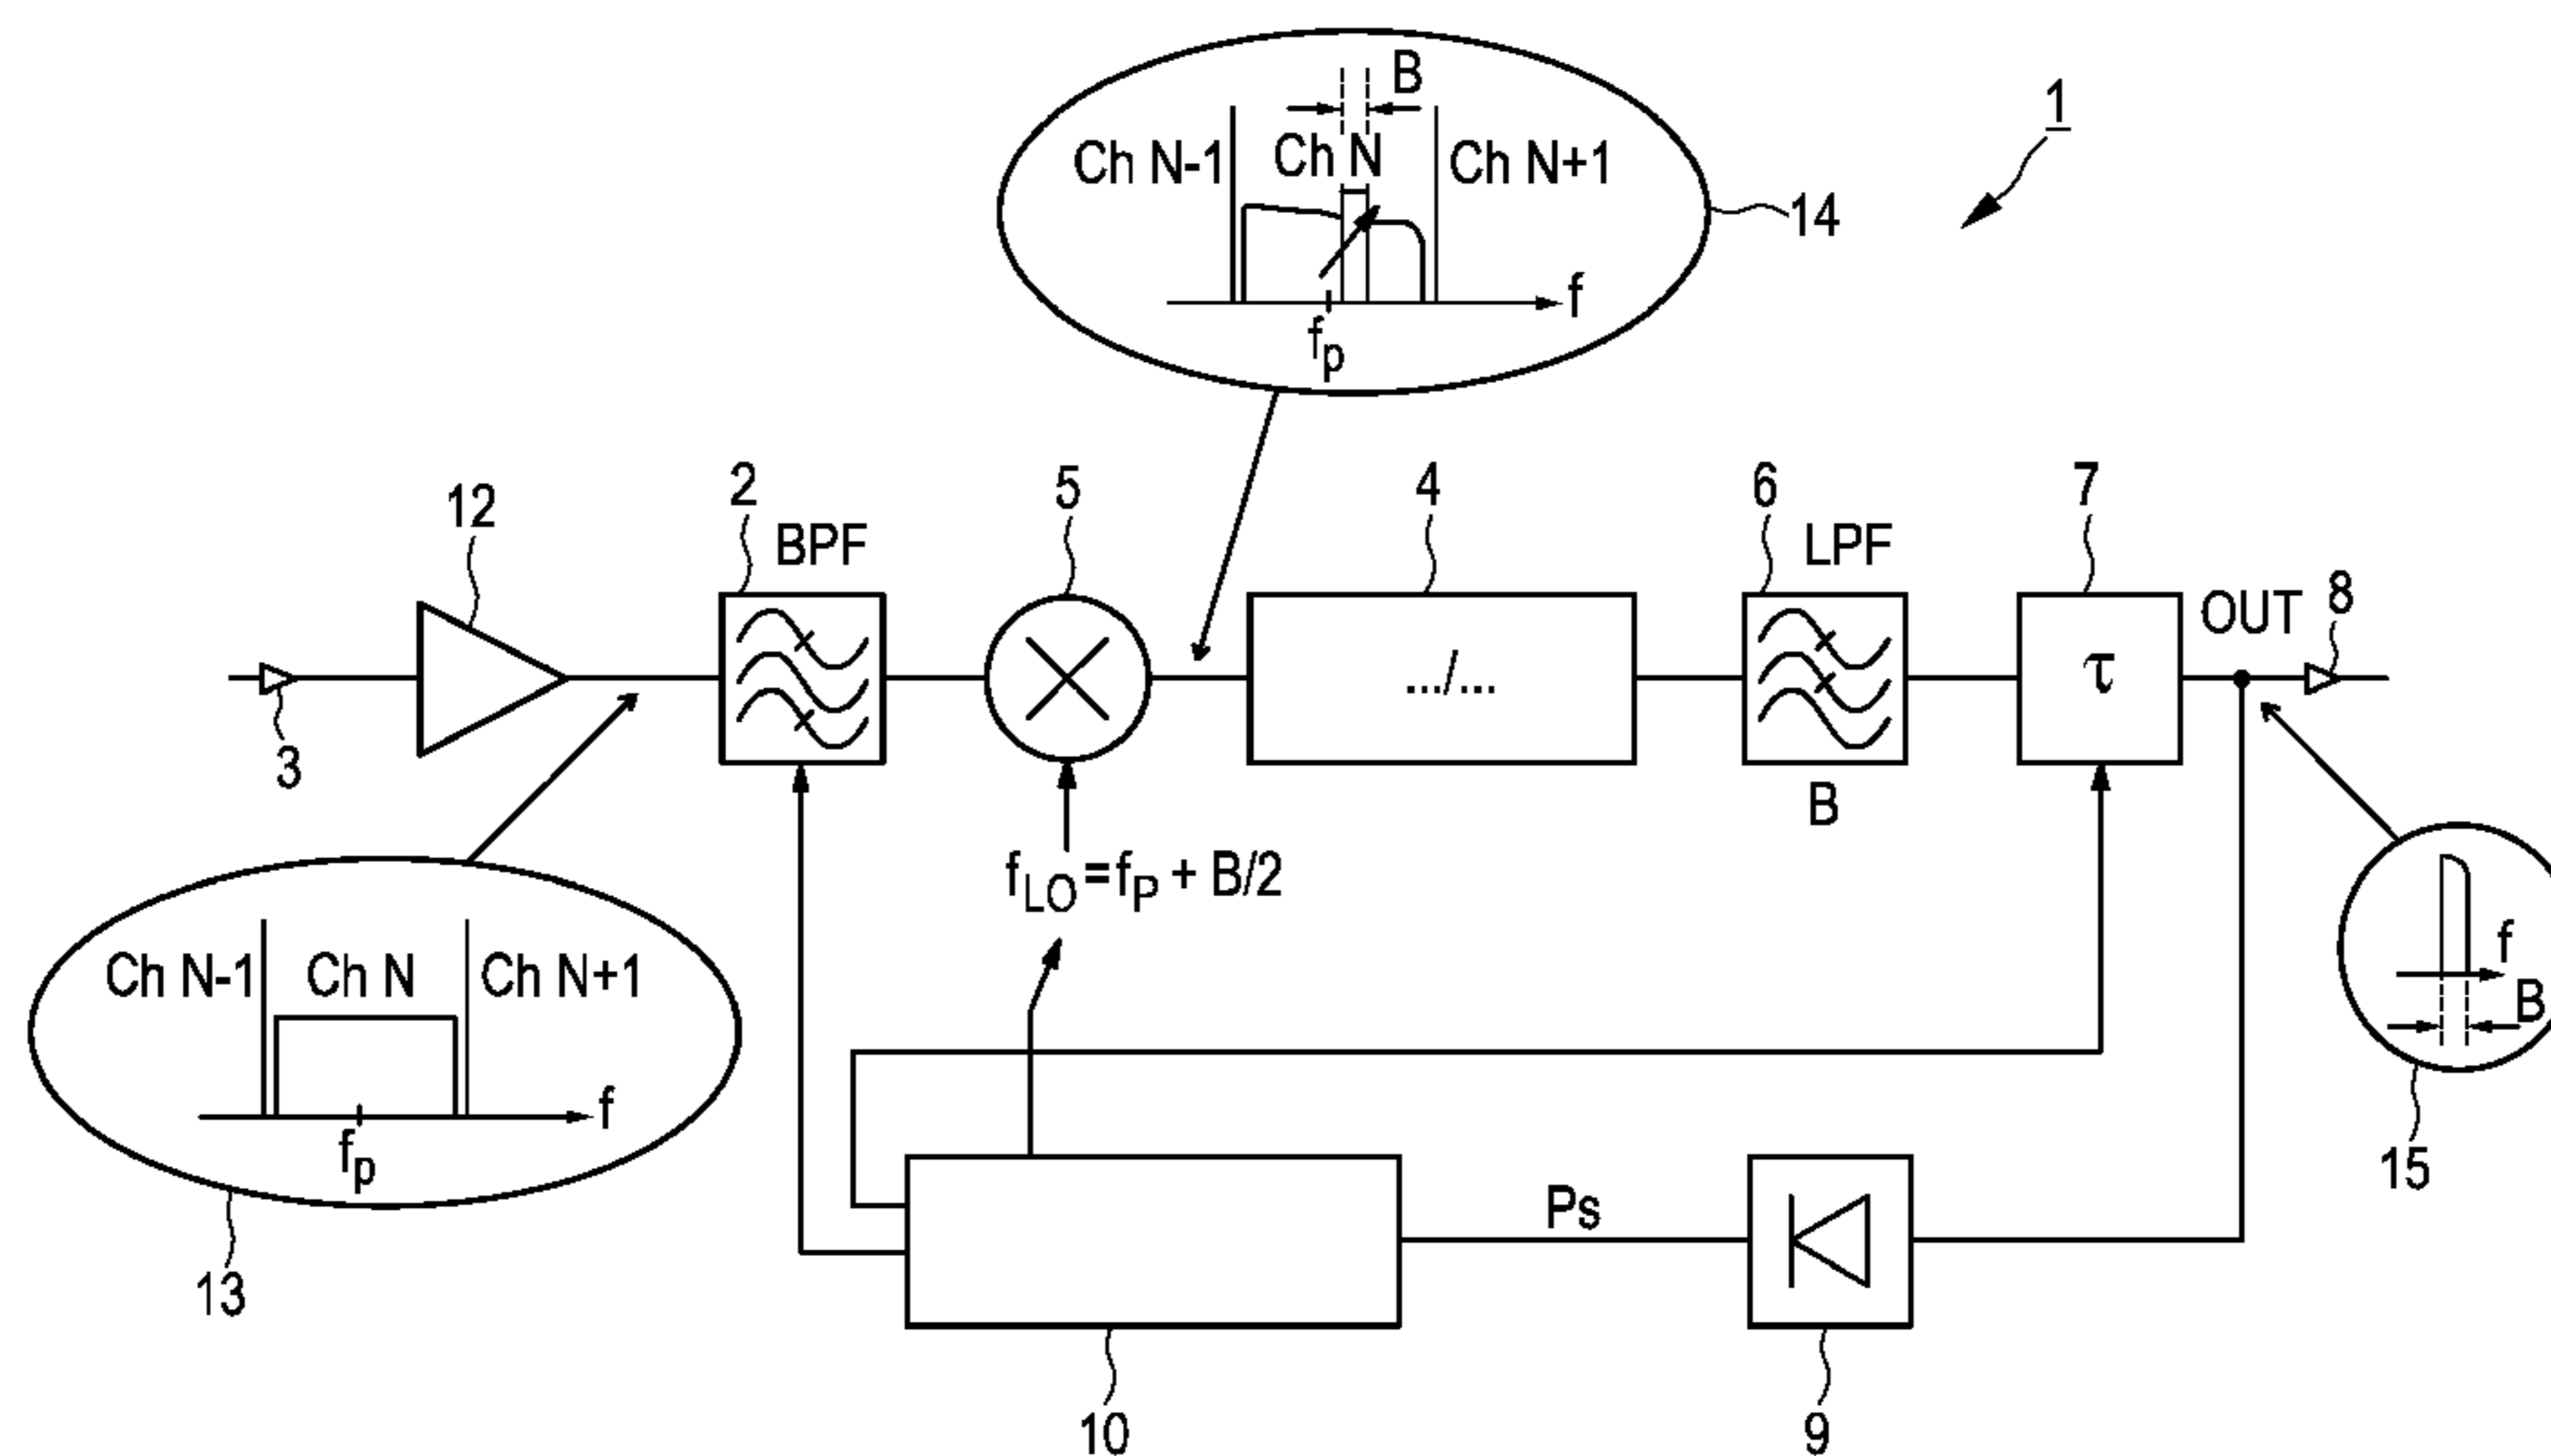 B
1
Ch N-1
Ch N
Ch N+1
14
f
fp
12
2
BPF
5
4
6
LPF
7
OUT
8
3
.../...
τ
B
fLO=fP + B/2
Ch N-1
Ch N
Ch N+1
f
fp
f
B
13
Ps
15
10
9